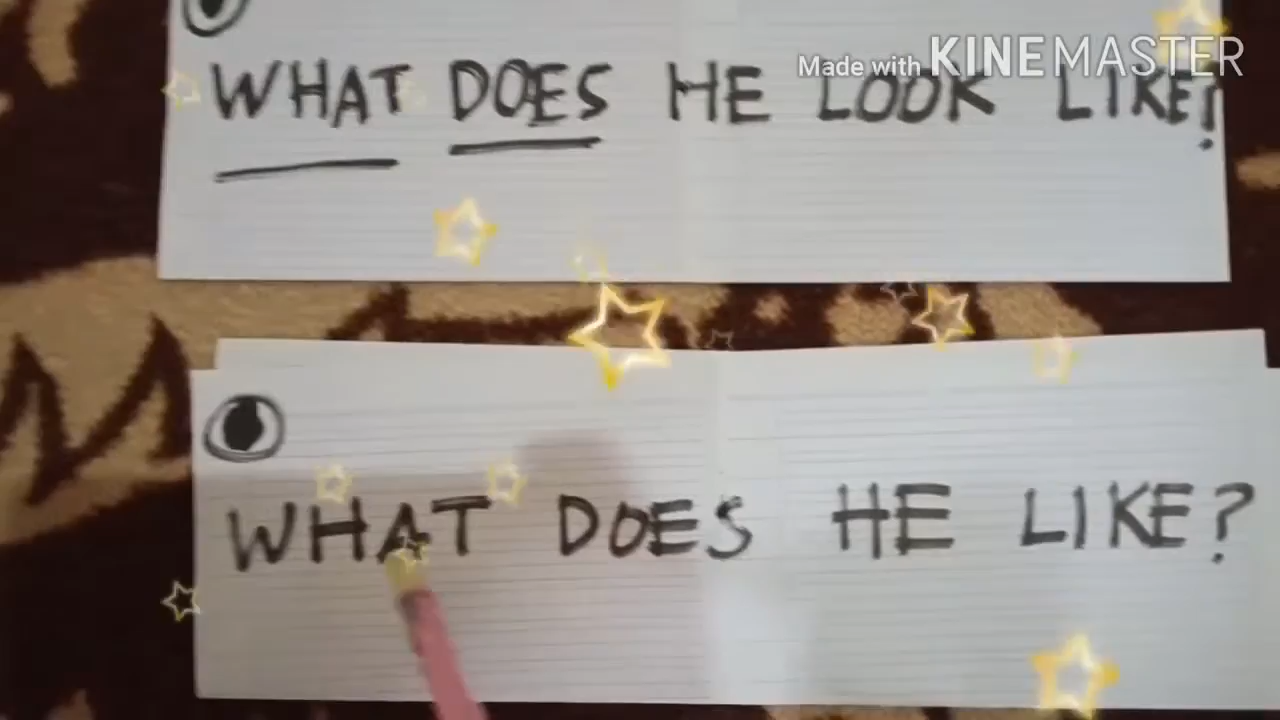 Made with KINEMASTER
WHAT DOES HE LOOK LIKE?
WHAT DOES HE LIKE?